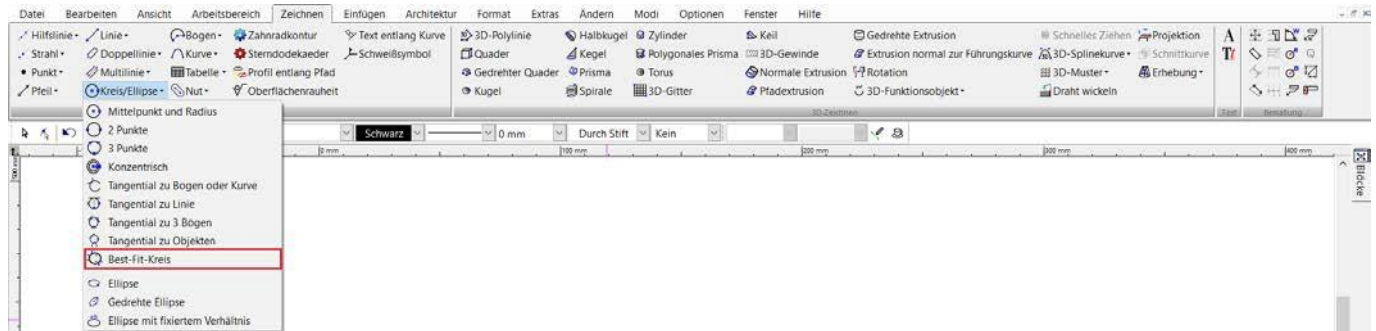 Datei Bearbeiten Ansicht Arbeitsbereich Zeichnen Einfügen Architektur Format Extras Ändern Modi Optionen Fenster Hilfe
Hilfslinie Linie Bogen Zahnradkontur Text entlang Kurve 3D-Polylinie Halbkugel Zylinder Keil Gedrehte Extrusion Schnelles Ziehen Projektion
Strahl Doppellinie Kurve Sterndodekaeder Schweißsymbol Quader Kegel Polygonales Prisma 3D-Gewinde Extrusion normal zur Führungskurve 3D-Splinekurve Schnittkurve
Punkt Multilinie Tabelle Profil entlang Pfad Gedrehter Quader Prisma Torus Normale Extrusion Rotation 3D-Muster Erhebung
Pfeil Kreis/Ellipse Nut Oberflächenrauheit Kugel Spirale 3D-Gitter Pfadextrusion 3D-Funktionsobjekt Draht wickeln
3D-Zeichnen Text Bemaßung
Mittelpunkt und Radius
Schwarz 0 mm Durch Stift Kein
2 Punkte
3 Punkte
0 mm 100 mm 200 mm 300 mm 400 mm
Konzentrisch
Tangential zu Bogen oder Kurve
Tangential zu Linie
Tangential zu 3 Bögen
Tangential zu Objekten
Best-Fit-Kreis
Ellipse
Gedrehte Ellipse
Ellipse mit fixiertem Verhältnis
Blöcke